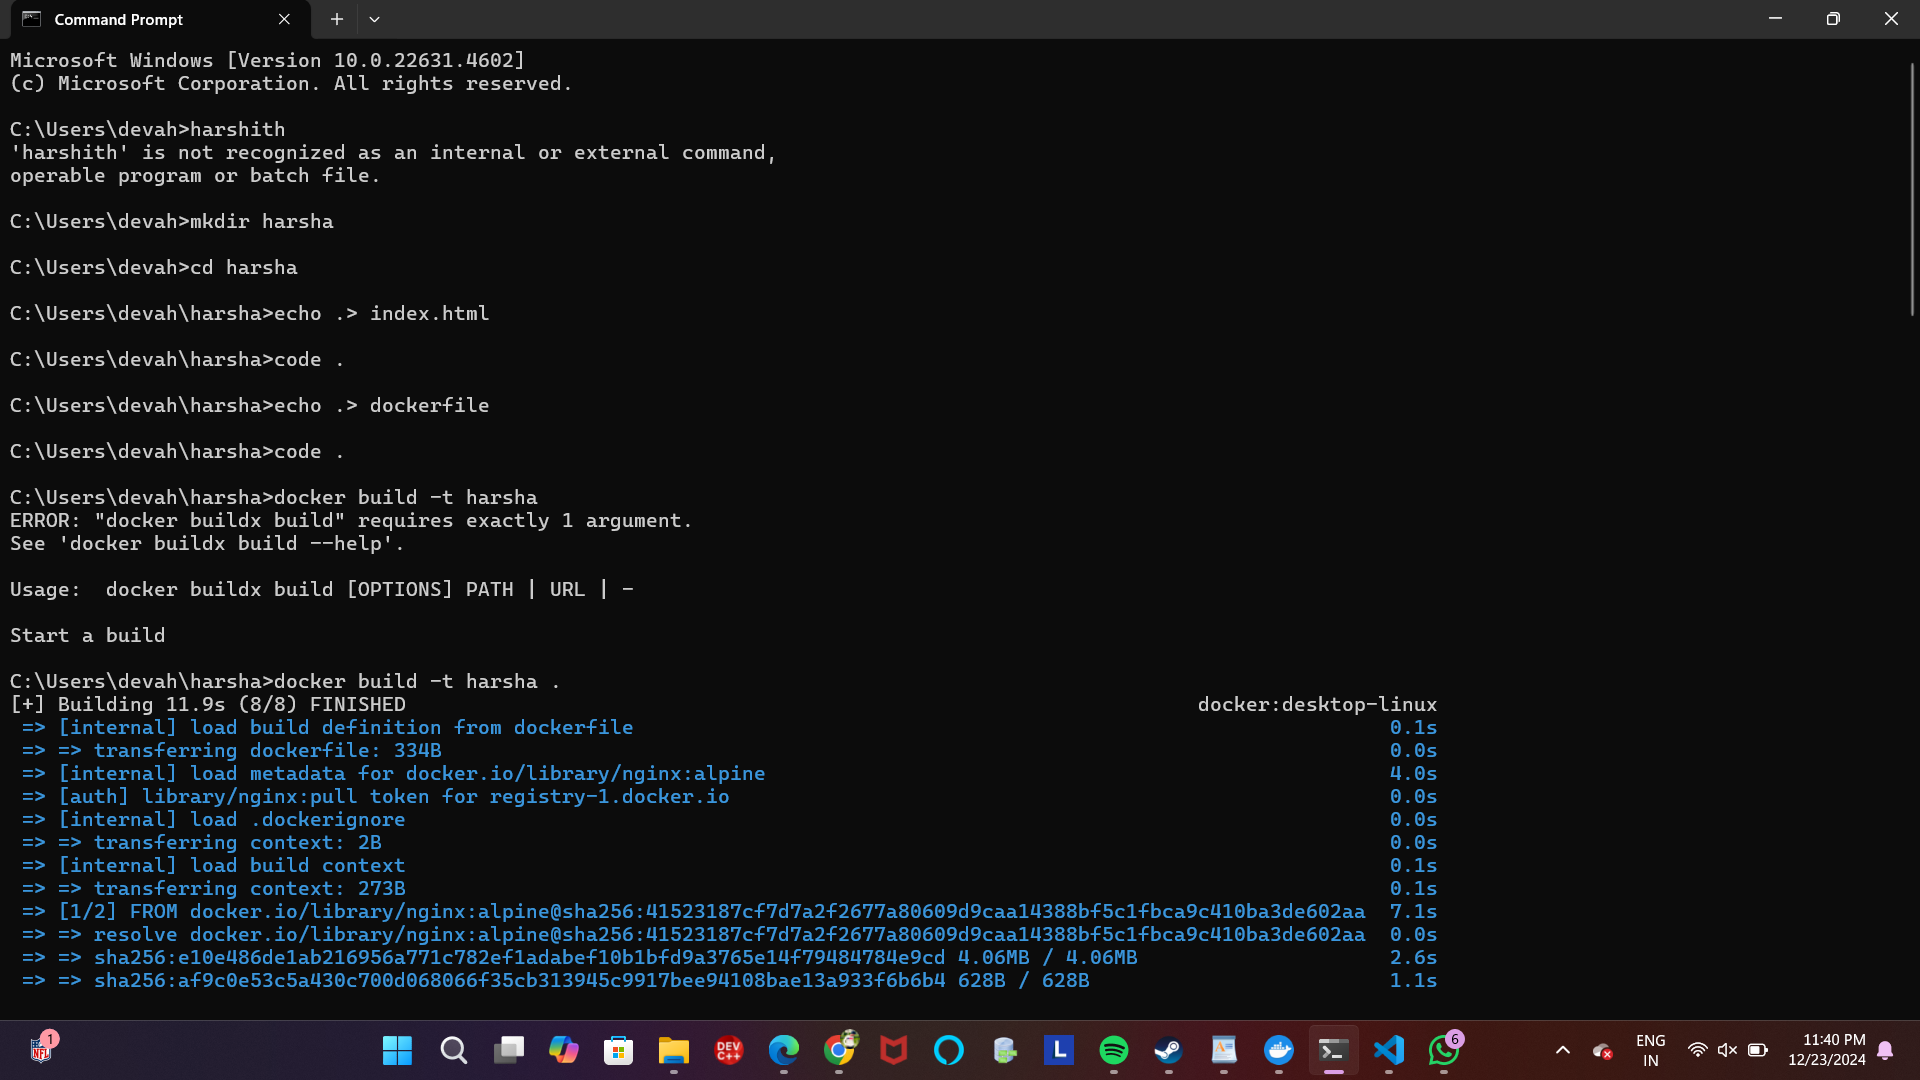 Command Prompt
Microsoft Windows [Version 10.0.22631.4602]
(c) Microsoft Corporation. All rights reserved.
C:\Users\devah>harshith
'harshith' is not recognized as an internal or external command,
operable program or batch file.
C:\Users\devah>mkdir harsha
C:\Users\devah>cd harsha
C:\Users\devah\harsha>echo .> index.html
C:\Users\devah\harsha>code .
C:\Users\devah\harsha>echo .> dockerfile
C:\Users\devah\harsha>code .
C:\Users\devah\harsha>docker build -t harsha
ERROR: "docker buildx build" requires exactly 1 argument.
See 'docker buildx build --help'.
Usage:  docker buildx build [OPTIONS] PATH | URL | -
Start a build
C:\Users\devah\harsha>docker build -t harsha .
[+] Building 11.9s (8/8) FINISHED docker:desktop-linux
=> [internal] load build definition from dockerfile 0.1s
=> => transferring dockerfile: 334B 0.0s
=> [internal] load metadata for docker.io/library/nginx:alpine 4.0s
=> [auth] library/nginx:pull token for registry-1.docker.io 0.0s
=> [internal] load .dockerignore 0.0s
=> => transferring context: 2B 0.0s
=> [internal] load build context 0.1s
=> => transferring context: 273B 0.1s
=> [1/2] FROM docker.io/library/nginx:alpine@sha256:41523187cf7d7a2f2677a80609d9caa14388bf5c1fbca9c410ba3de602aa 7.1s
=> => resolve docker.io/library/nginx:alpine@sha256:41523187cf7d7a2f2677a80609d9caa14388bf5c1fbca9c410ba3de602aa 0.0s
=> => sha256:e10e486de1ab216956a771c782ef1adabef10b1bfd9a3765e14f79484784e9cd 4.06MB / 4.06MB 2.6s
=> => sha256:af9c0e53c5a430c700d068066f35cb313945c9917bee94108bae13a933f6b6b4 628B / 628B 1.1s
1
NFL
DEV
C++
L
6
ENG
IN
11:40 PM
12/23/2024